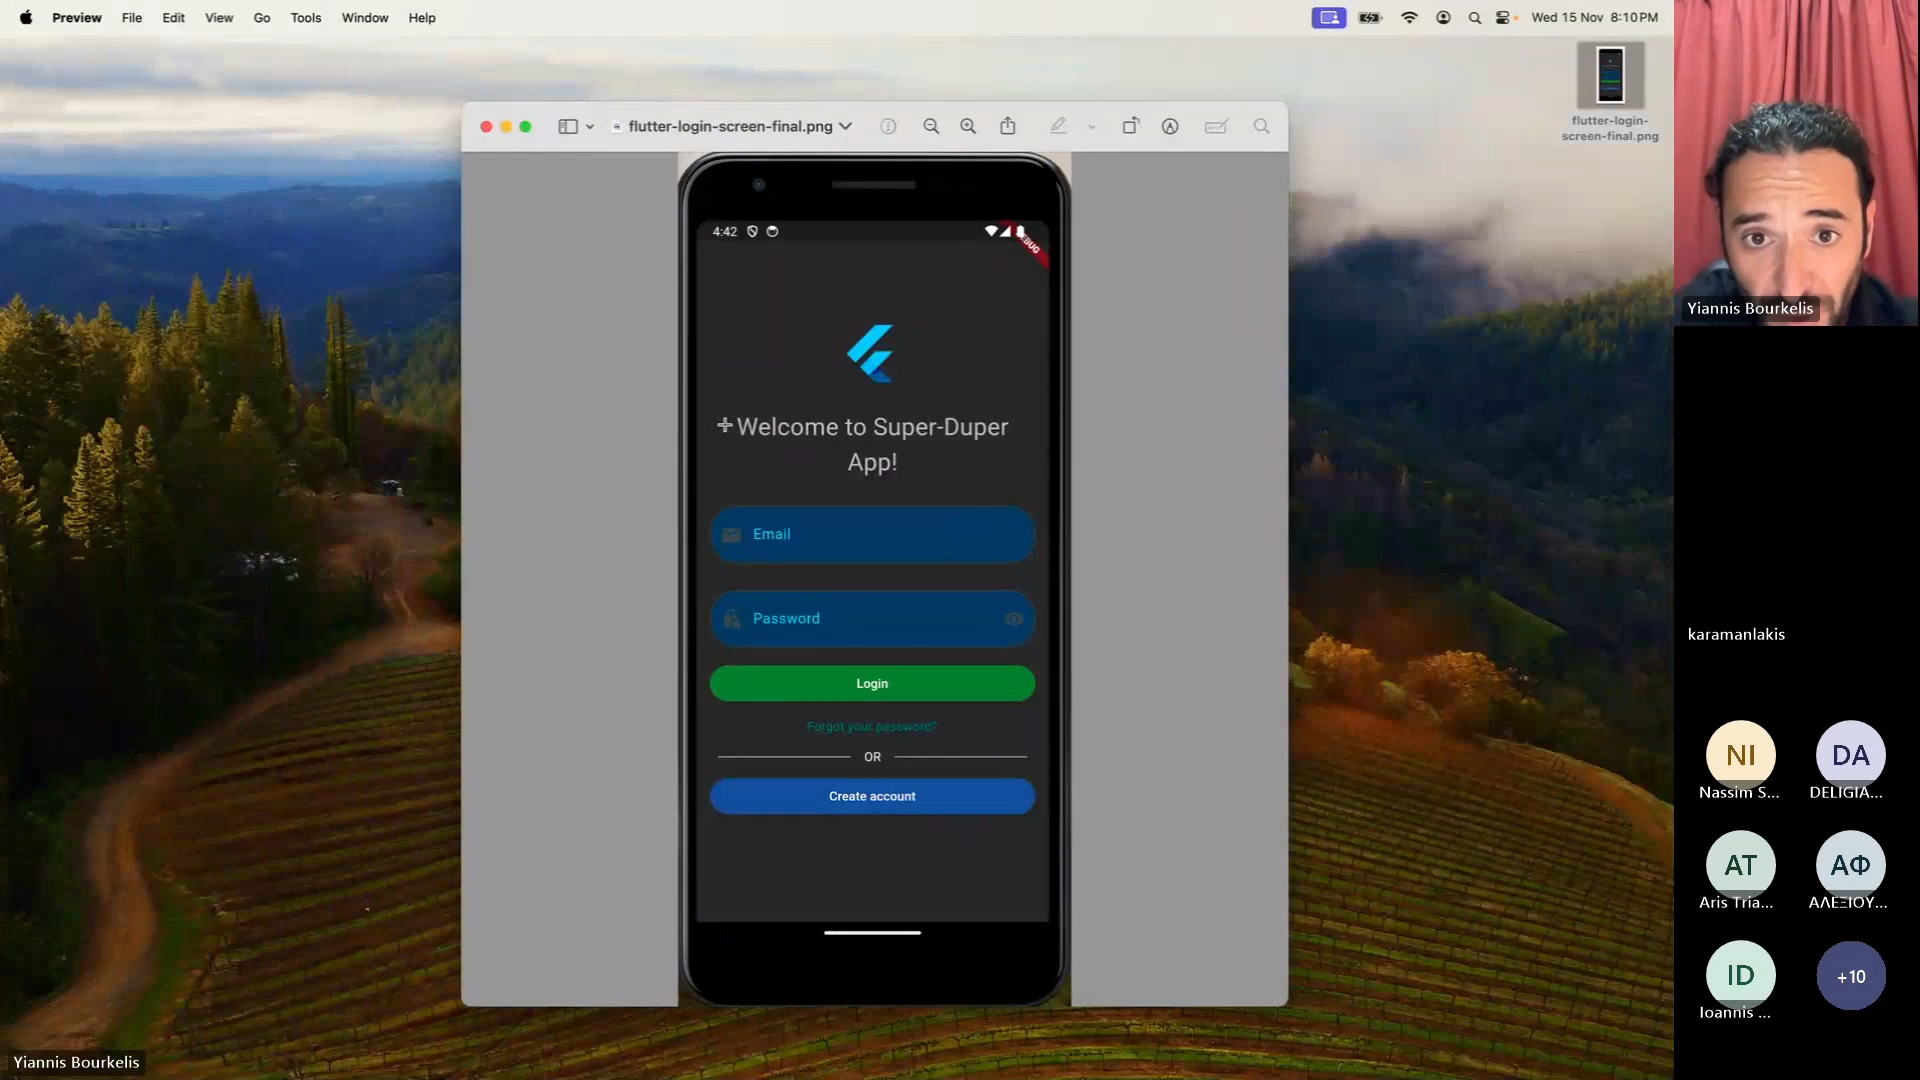 Preview File Edit View Go Tools Window Help
Wed 15 Nov 8:10 PM
flutter-login-screen-final.png
flutter-login-
screen-final.png
4:42
Welcome to Super-Duper
App!
Email
Password
Login
Forgot your password?
OR
Create account
Yiannis Bourkelis
karamanlakis
NI DA
Nassim S... DELIGIA...
AT ΑΦ
Aris Tria... ΑΛΕΞΙΟΥ...
ID +10
Ioannis ...
Yiannis Bourkelis